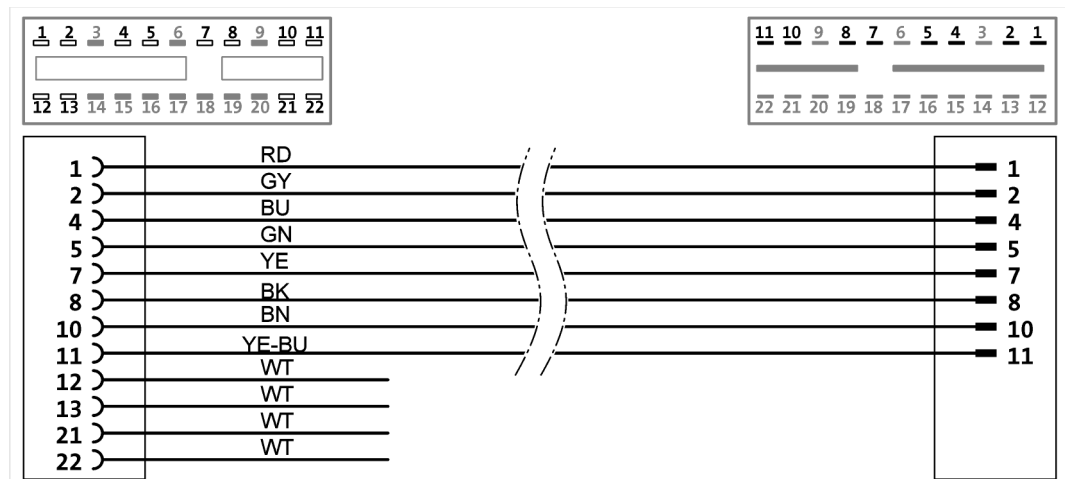 1 2 3 4 5 6 7 8 9 10 11
12 13 14 15 16 17 18 19 20 21 22
11 10 9 8 7 6 5 4 3 2 1
22 21 20 19 18 17 16 15 14 13 12
1 RD 1
2 GY 2
4 BU 4
5 GN 5
7 YE 7
8 BK 8
10 BN 10
11 YE-BU 11
12 WT
13 WT
21 WT
22 WT